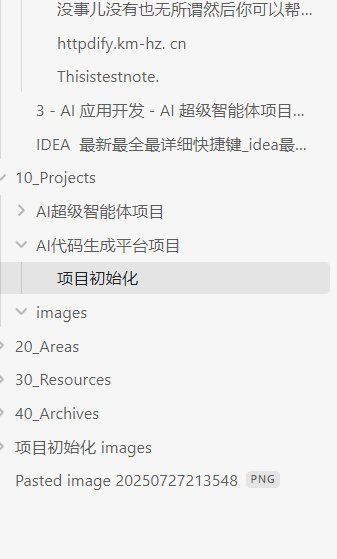 没事儿没有也无所谓然后你可以帮...
httpdify.km-hz. cn
Thisistestnote.
3 - AI 应用开发 - AI 超级智能体项目...
IDEA 最新最全最详细快捷键_idea最...
10_Projects
AI超级智能体项目
AI代码生成平台项目
项目初始化
images
20_Areas
30_Resources
40_Archives
项目初始化 images
Pasted image 20250727213548 PNG